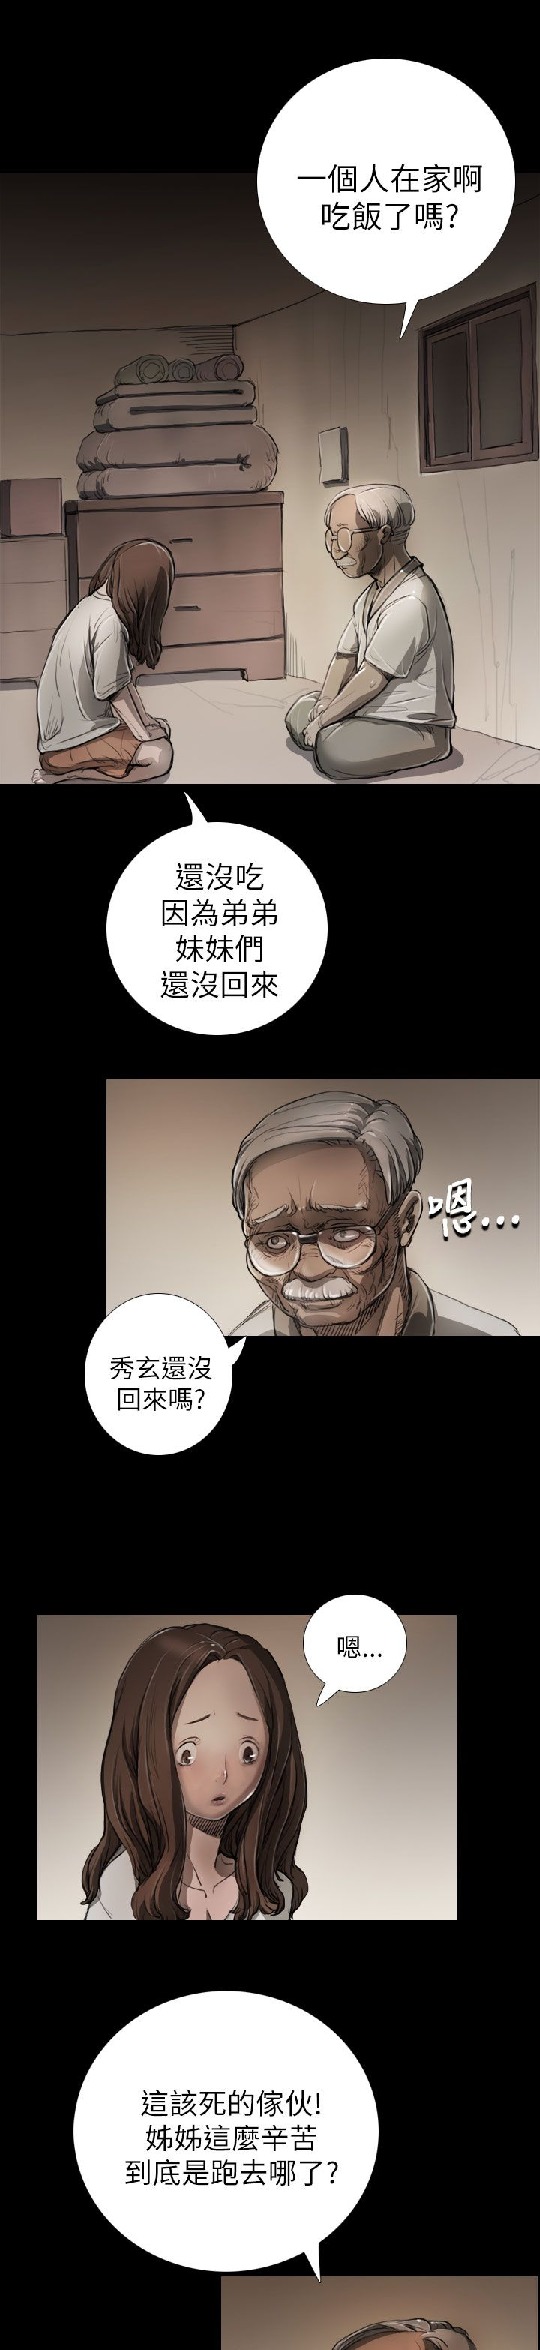 一個人在家啊
吃飯了嗎?
還沒吃
因為弟弟
妹妹們
還沒回來
嗯...
秀玄還沒
回來嗎?
嗯...
這該死的傢伙!
姊姊這麼辛苦
到底是跑去哪了?